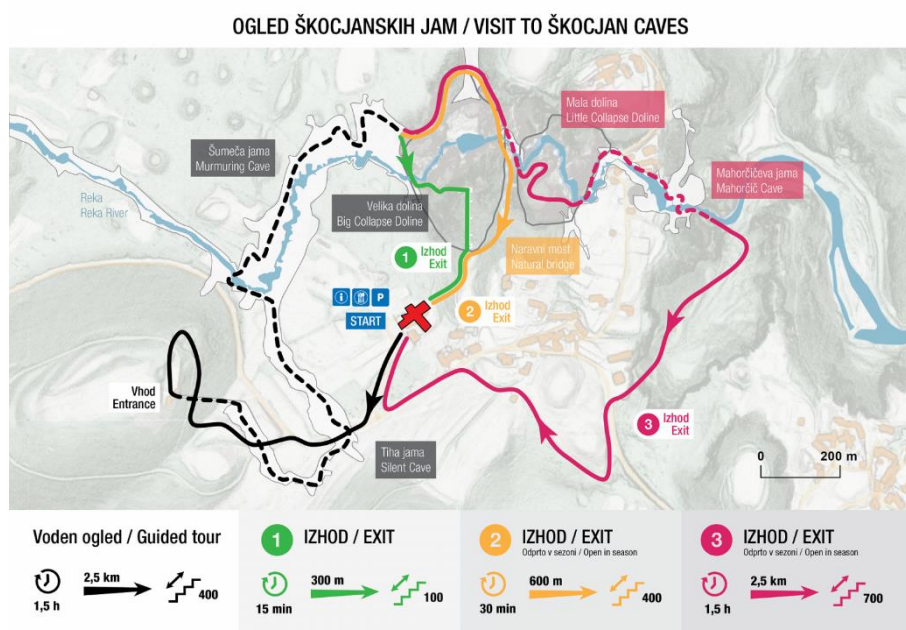 OGLED ŠKOCJANSKIH JAM / VISIT TO ŠKOCJAN CAVES
Mala dolina
Little Collapse Doline
Šumeča jama
Murmuring Cave
Mahorčičeva jama
Mahorčič Cave
Reka
Reka River
Velika dolina
Big Collapse Doline
1 Izhod
Exit
Naravni most
Natural bridge
i P
START
2 Izhod
Exit
Vhod
Entrance
3 Izhod
Exit
Tiha jama
Silent Cave
0 200 m
Voden ogled / Guided tour
2,5 km
1,5 h
400
1 IZHOD / EXIT
300 m
15 min
100
2 IZHOD / EXIT
Odprto v sezoni / Open in season
600 m
30 min
400
3 IZHOD / EXIT
Odprto v sezoni / Open in season
2,5 km
1,5 h
700